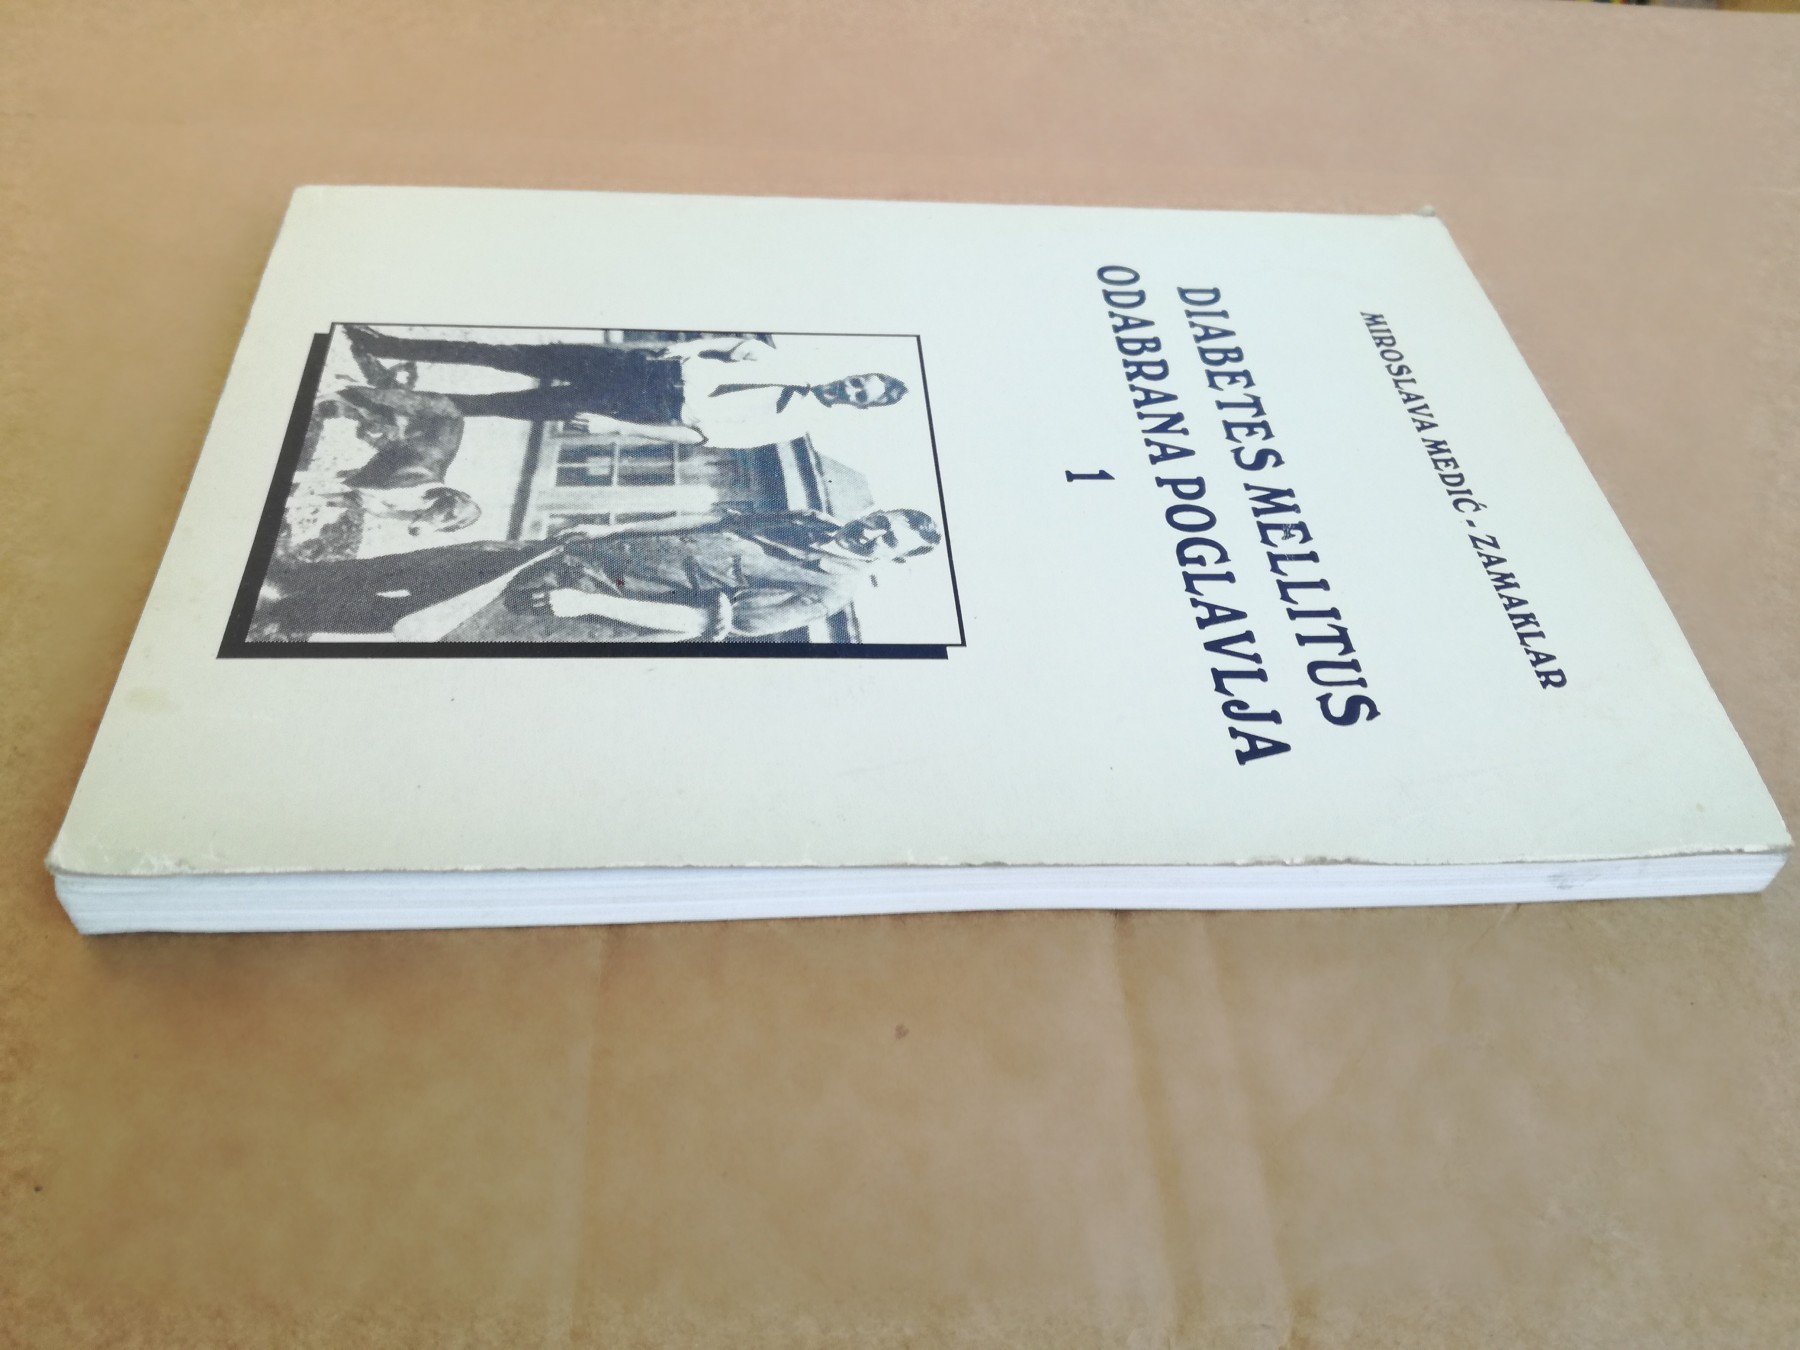 MIROSLAVA MEDIĆ - ZAMAKLAR
DIABETES MELLITUS
ODABRANA POGLAVLJA
1